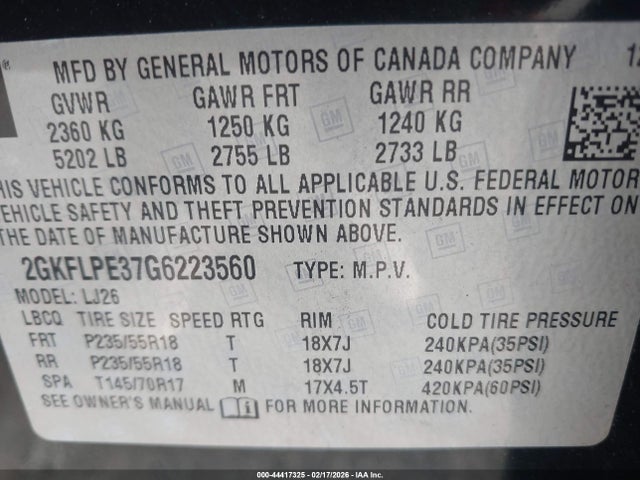 MFD BY GENERAL MOTORS OF CANADA COMPANY 12
GVWR GAWR FRT GAWR RR
2360 KG 1250 KG 1240 KG
5202 LB 2755 LB 2733 LB
THIS VEHICLE CONFORMS TO ALL APPLICABLE U.S. FEDERAL MOTOR
VEHICLE SAFETY AND THEFT PREVENTION STANDARDS IN EFFECT ON
THE DATE OF MANUFACTURE SHOWN ABOVE.
2GKFLPE37G6223560 TYPE: M.P.V.
MODEL: LJ26
LBCQ TIRE SIZE SPEED RTG RIM COLD TIRE PRESSURE
FRT P235/55R18 T 18X7J 240KPA(35PSI)
RR P235/55R18 T 18X7J 240KPA(35PSI)
SPA T145/70R17 M 17X4.5T 420KPA(60PSI)
SEE OWNER'S MANUAL i FOR MORE INFORMATION.
000-44417325 - 02/17/2026 - IAA Inc.